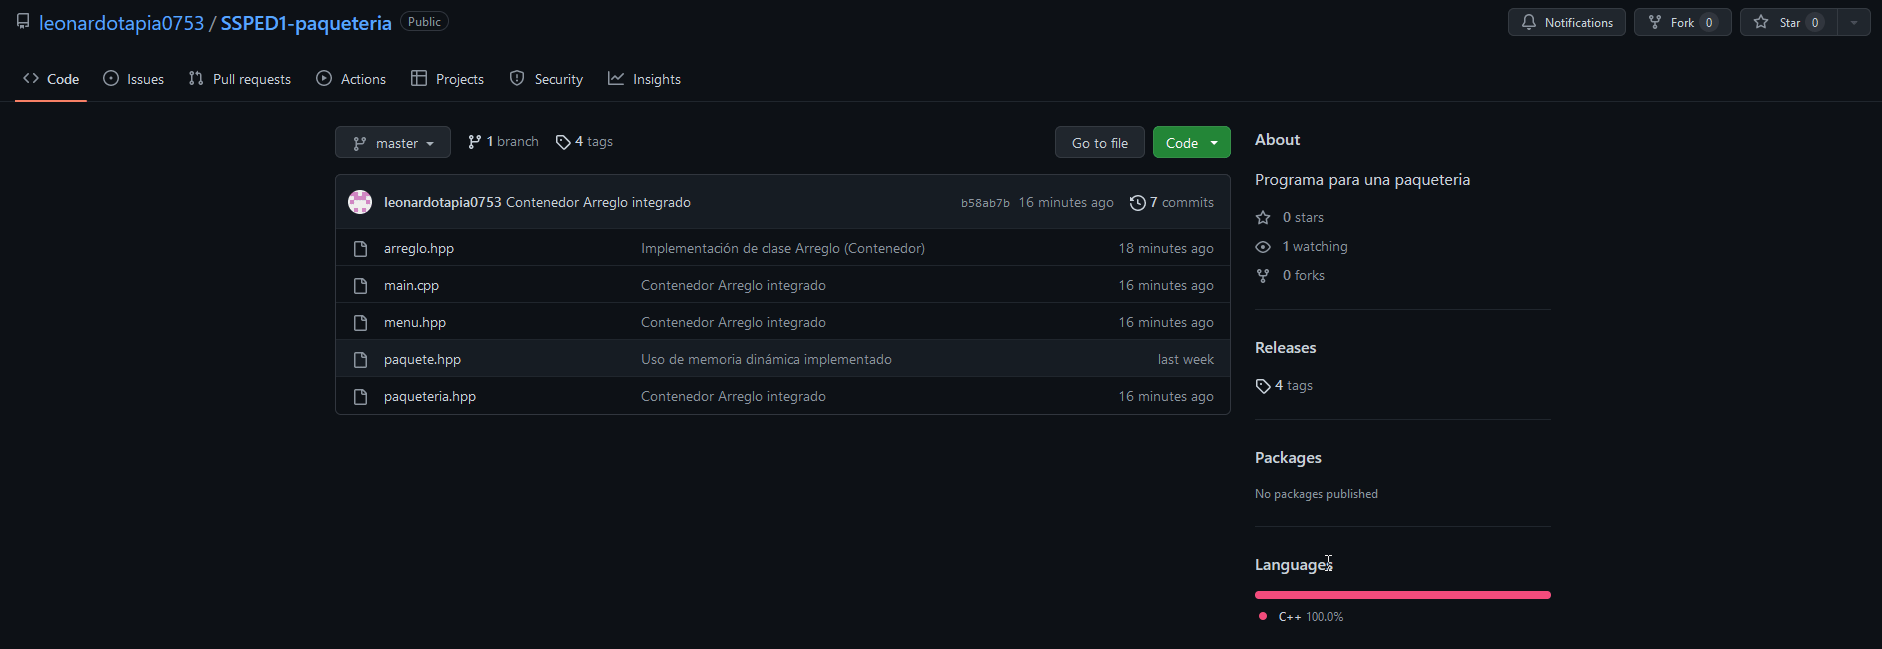 leonardotapia0753 / SSPED1-paqueteria Public
Notifications Fork 0 Star 0
Code Issues Pull requests Actions Projects Security Insights
master 1 branch 4 tags Go to file Code
leonardotapia0753 Contenedor Arreglo integrado b58ab7b 16 minutes ago 7 commits
arreglo.hpp Implementación de clase Arreglo (Contenedor) 18 minutes ago
main.cpp Contenedor Arreglo integrado 16 minutes ago
menu.hpp Contenedor Arreglo integrado 16 minutes ago
paquete.hpp Uso de memoria dinámica implementado last week
paqueteria.hpp Contenedor Arreglo integrado 16 minutes ago
About
Programa para una paqueteria
0 stars
1 watching
0 forks
Releases
4 tags
Packages
No packages published
Languages
C++ 100.0%